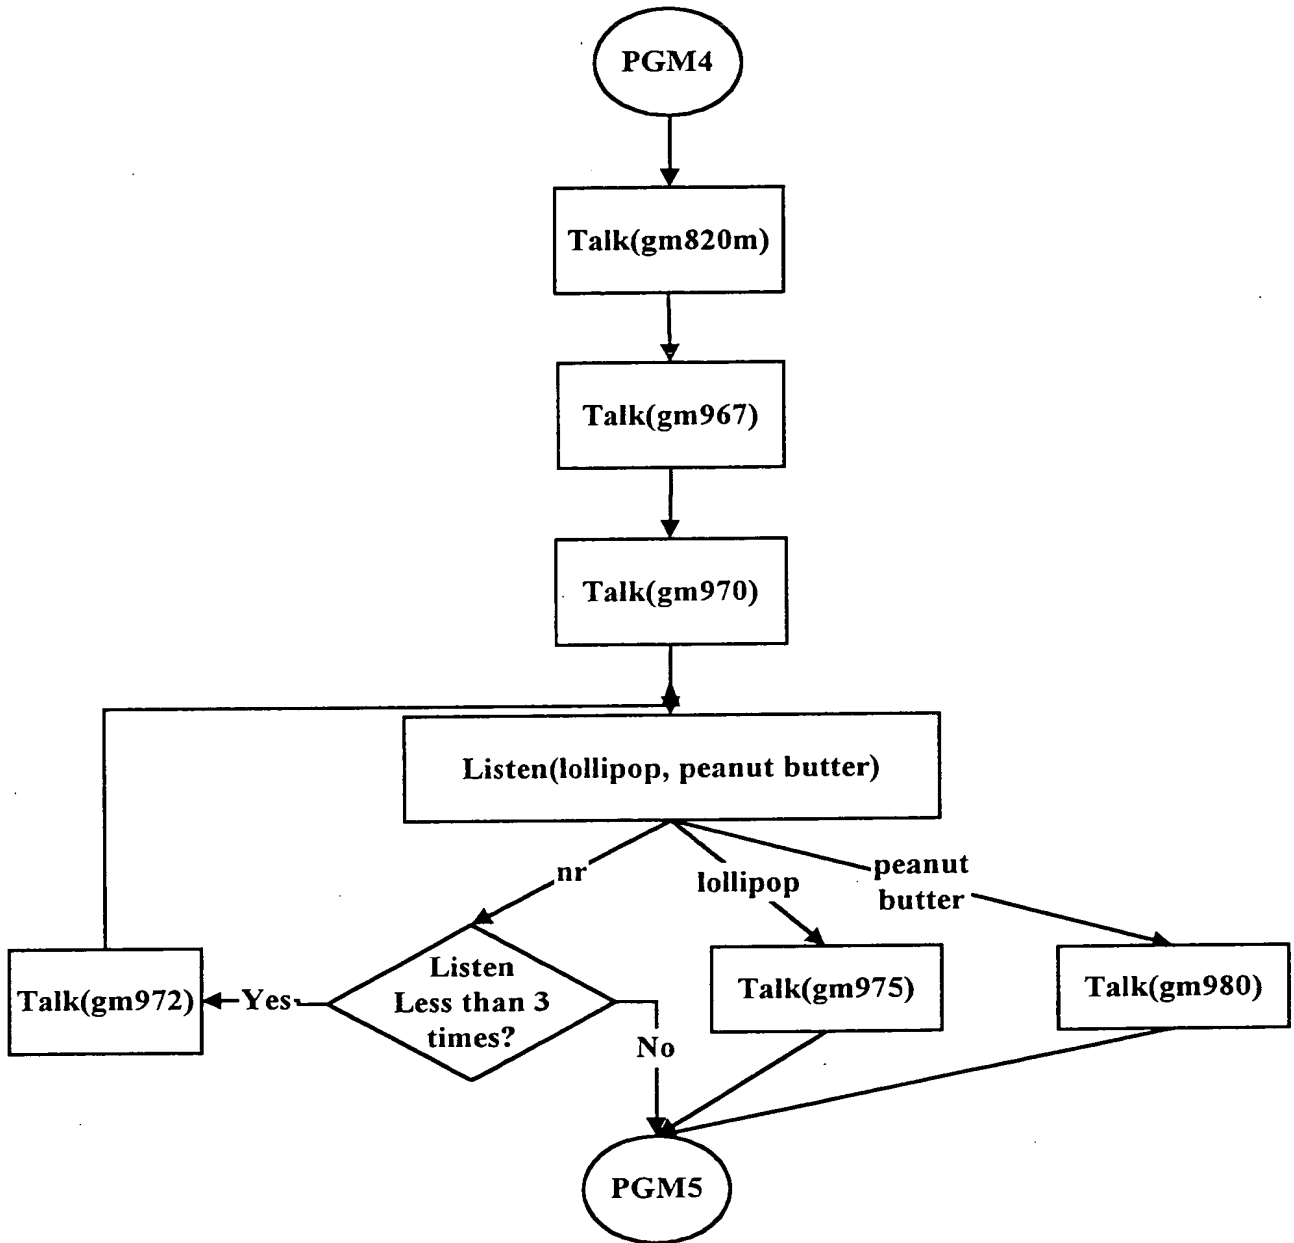 PGM4
Talk(gm820m)
Talk(gm967)
Talk(gm970)
Listen(lollipop, peanut butter)
nr
lollipop
peanut
butter
Talk(gm972)
Yes
Listen
Less than 3
times?
No
Talk(gm975)
Talk(gm980)
PGM5